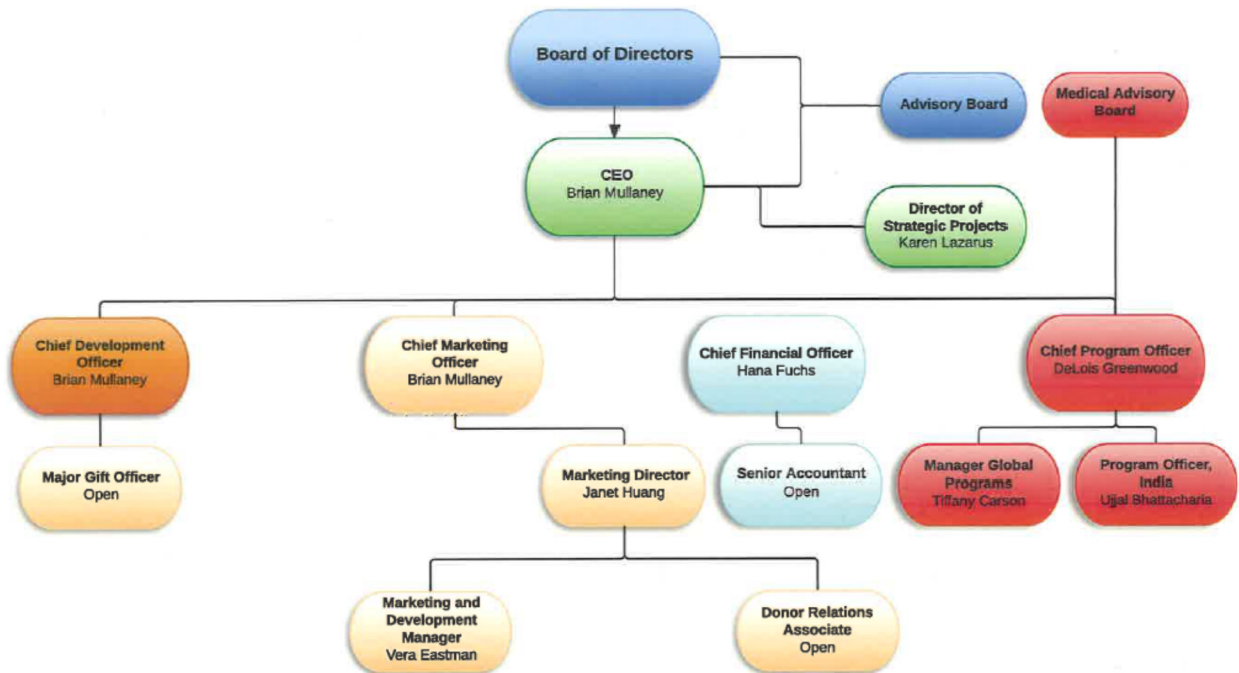 Board of Directors
Advisory Board
Medical Advisory
Board
CEO
Brian Mullaney
Director of
Strategic Projects
Karen Lazarus
Chief Development
Officer
Brian Mullaney
Chief Marketing
Officer
Brian Mullaney
Chief Financial Officer
Hana Fuchs
Chief Program Officer
DeLois Greenwood
Major Gift Officer
Open
Marketing Director
Janet Huang
Senior Accountant
Open
Manager Global
Programs
Tiffany Carson
Program Officer,
India
Ujjal Bhattacharia
Marketing and
Development
Manager
Vera Eastman
Donor Relations
Associate
Open